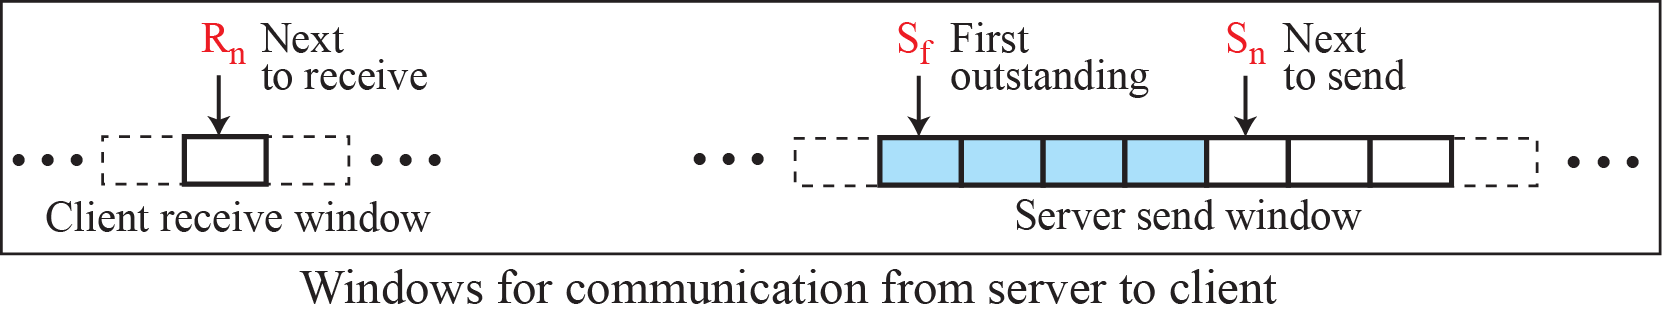 Rn Next
to receive
Sf First
outstanding
Sn Next
to send
Client receive window
Server send window
Windows for communication from server to client